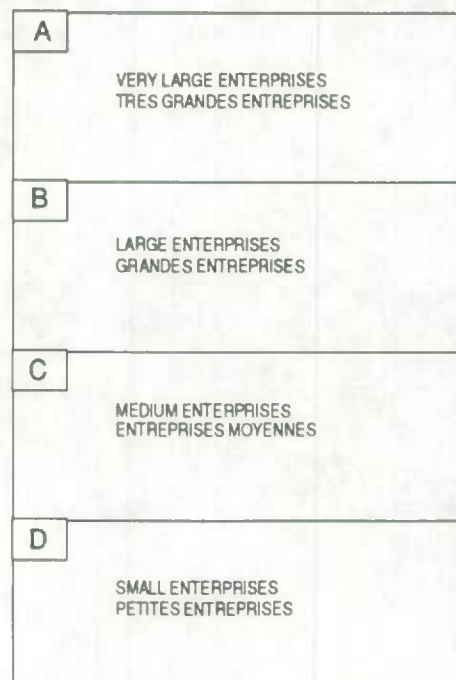 A
VERY LARGE ENTERPRISES
TRES GRANDES ENTREPRISES
B
LARGE ENTERPRISES
GRANDES ENTREPRISES
C
MEDIUM ENTERPRISES
ENTREPRISES MOYENNES
D
SMALL ENTERPRISES
PETITES ENTREPRISES